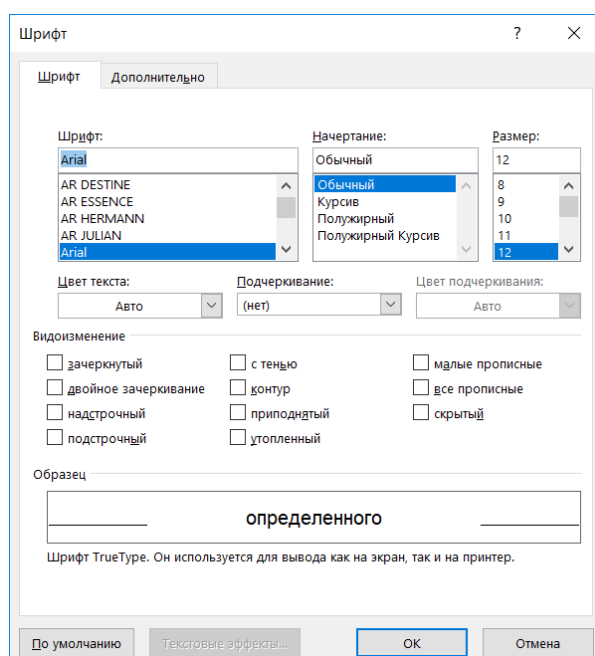 Шрифт ? ×
Шрифт Дополнительно
Шрифт: Начертание: Размер:
Arial Обычный 12
AR DESTINE Обычный 8
AR ESSENCE Курсив 9
AR HERMANN Полужирный 10
AR JULIAN Полужирный Курсив 11
Arial 12
Цвет текста: Подчеркивание: Цвет подчеркивания:
Авто (нет) Авто
Видоизменение
зачеркнутый с тенью малые прописные
двойное зачеркивание контур все прописные
надстрочный приподнятый скрытый
подстрочный утопленный
Образец
определенного
Шрифт TrueType. Он используется для вывода как на экран, так и на принтер.
По умолчанию Текстовые эффекты... ОК Отмена